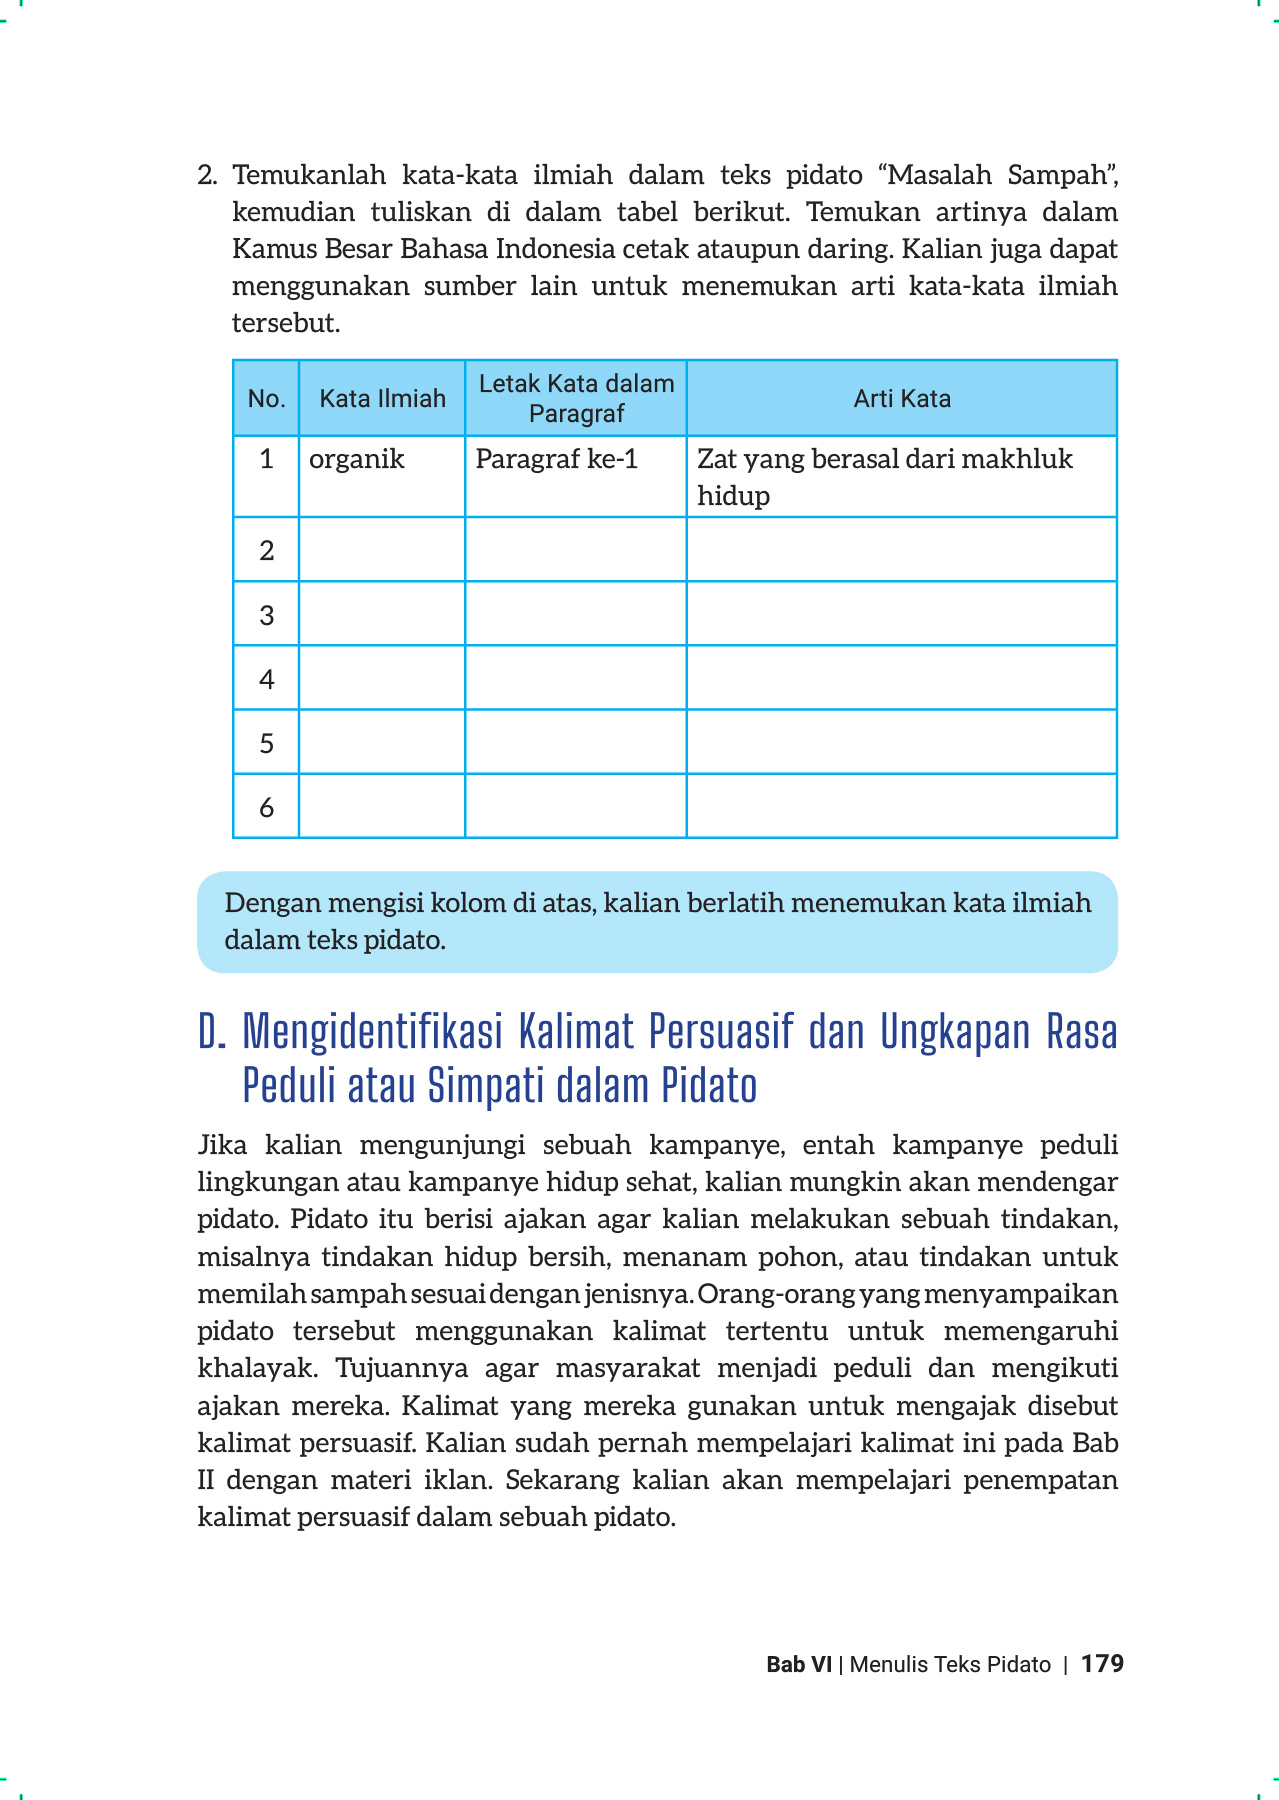 2. Temukanlah kata-kata ilmiah dalam teks pidato “Masalah Sampah”,
kemudian tuliskan di dalam tabel berikut. Temukan artinya dalam
Kamus Besar Bahasa Indonesia cetak ataupun daring. Kalian juga dapat
menggunakan sumber lain untuk menemukan arti kata-kata ilmiah
tersebut.
No. Kata Ilmiah Letak Kata dalam Paragraf Arti Kata
1 organik Paragraf ke-1 Zat yang berasal dari makhluk
hidup
2
3
4
5
6
Dengan mengisi kolom di atas, kalian berlatih menemukan kata ilmiah
dalam teks pidato.
D. Mengidentifikasi Kalimat Persuasif dan Ungkapan Rasa
Peduli atau Simpati dalam Pidato
Jika kalian mengunjungi sebuah kampanye, entah kampanye peduli
lingkungan atau kampanye hidup sehat, kalian mungkin akan mendengar
pidato. Pidato itu berisi ajakan agar kalian melakukan sebuah tindakan,
misalnya tindakan hidup bersih, menanam pohon, atau tindakan untuk
memilah sampah sesuai dengan jenisnya. Orang-orang yang menyampaikan
pidato tersebut menggunakan kalimat tertentu untuk memengaruhi
khalayak. Tujuannya agar masyarakat menjadi peduli dan mengikuti
ajakan mereka. Kalimat yang mereka gunakan untuk mengajak disebut
kalimat persuasif. Kalian sudah pernah mempelajari kalimat ini pada Bab
II dengan materi iklan. Sekarang kalian akan mempelajari penempatan
kalimat persuasif dalam sebuah pidato.
Bab VI | Menulis Teks Pidato | 179